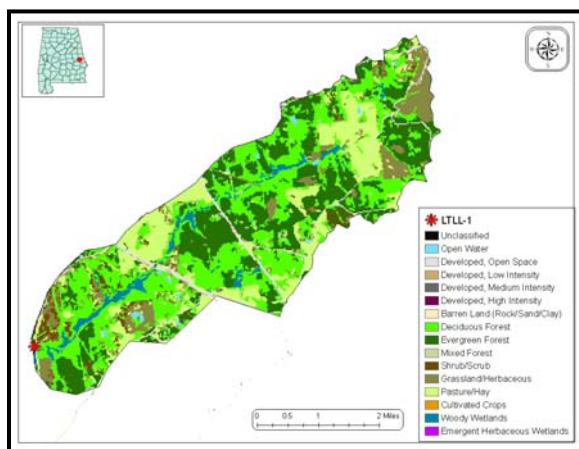 LTLL-1
Unclassified
Open Water
Developed, Open Space
Developed, Low Intensity
Developed, Medium Intensity
Developed, High Intensity
Barren Land (Rock/Sand/Clay)
Deciduous Forest
Evergreen Forest
Mixed Forest
Shrub/Scrub
Grassland/Herbaceous
Pasture/Hay
Cultivated Crops
Woody Wetlands
Emergent Herbaceous Wetlands
0 0.5 1 2 Miles